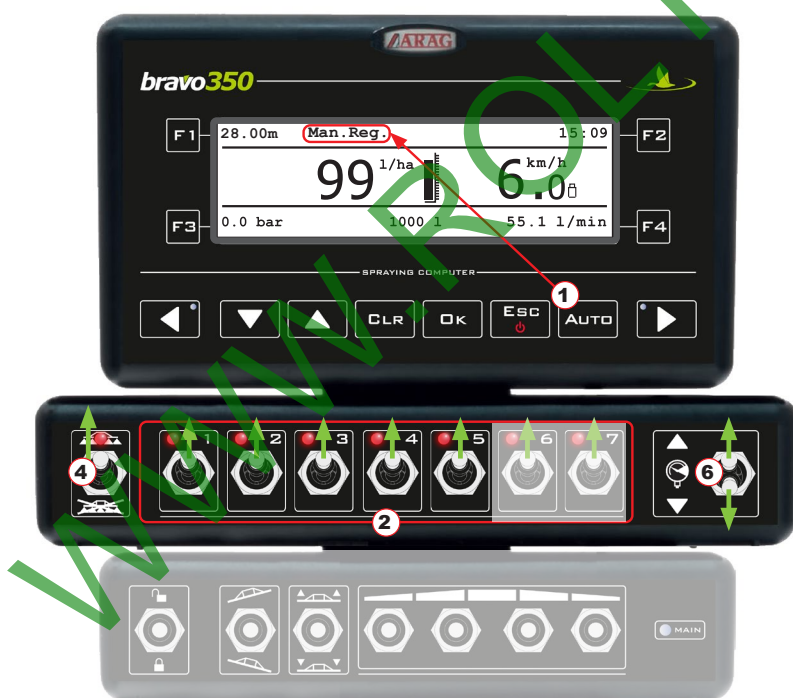 ARAG
bravo350
F1
28.00m Man.Reg. 15:09
F2
99 l/ha 6.0 km/h
F3
0.0 bar 1000 l 55.1 l/min
F4
SPRAYING COMPUTER
1
CLR OK ESC AUTO
1 2 3 4 5 6 7
4
6
2
MAIN
WWW.ROL